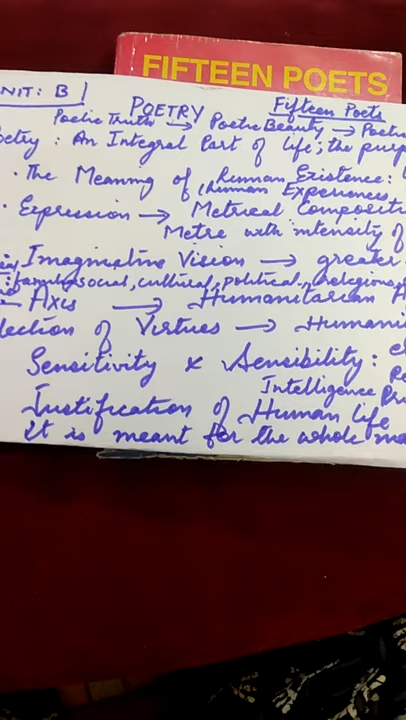 FIFTEEN POETS
NIT: B
POETRY Fifteen Poets
Poetic Truth → Poetic Beauty → Poetic
oetry: An Integral Part of life; the purp
• The Meaning of human Existence:
human Experiences
• Expression → Metrical Compositi
Metre with intensity of
Imaginative Vision → greater
family, social, cultural, political, religious,
Axis → Humanitarian
lection of Virtues → Humani
Sensitivity x Sensibility:
Intelligence
Justification of Human life
It is meant for the whole ma